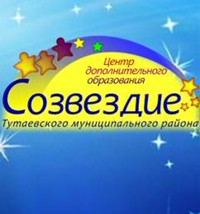 Центр
дополнительного
образования
Созвездие
Тутаевского муниципального района